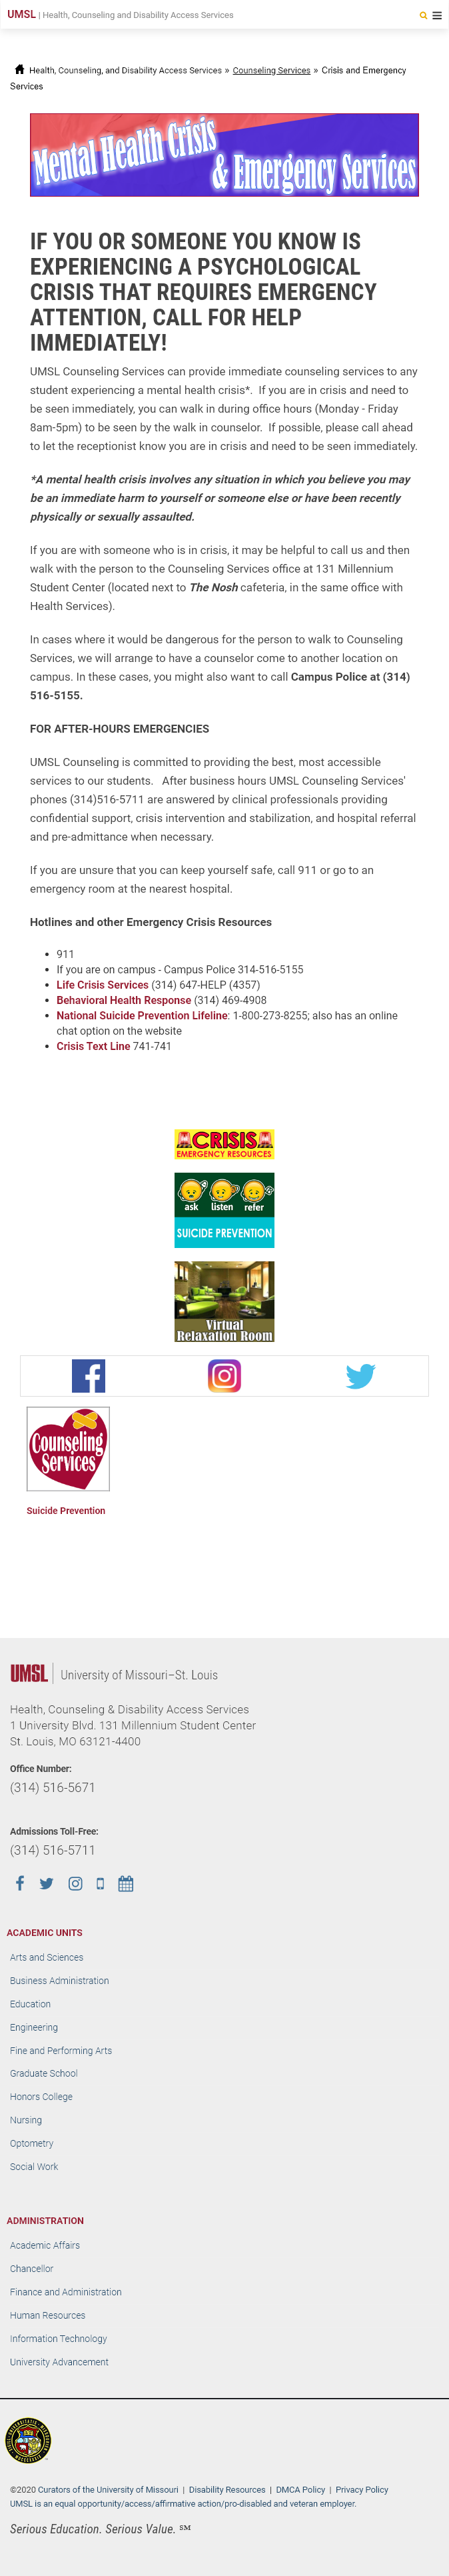 UMSL | Health, Counseling and Disability Access Services
Health, Counseling, and Disability Access Services » Counseling Services » Crisis and Emergency
Services
Mental Health Crisis
& Emergency Services
IF YOU OR SOMEONE YOU KNOW IS
EXPERIENCING A PSYCHOLOGICAL
CRISIS THAT REQUIRES EMERGENCY
ATTENTION, CALL FOR HELP
IMMEDIATELY!
UMSL Counseling Services can provide immediate counseling services to any
student experiencing a mental health crisis*. If you are in crisis and need to
be seen immediately, you can walk in during office hours (Monday - Friday
8am-5pm) to be seen by the walk in counselor. If possible, please call ahead
to let the receptionist know you are in crisis and need to be seen immediately.
*A mental health crisis involves any situation in which you believe you may
be an immediate harm to yourself or someone else or have been recently
physically or sexually assaulted.
If you are with someone who is in crisis, it may be helpful to call us and then
walk with the person to the Counseling Services office at 131 Millennium
Student Center (located next to The Nosh cafeteria, in the same office with
Health Services).
In cases where it would be dangerous for the person to walk to Counseling
Services, we will arrange to have a counselor come to another location on
campus. In these cases, you might also want to call Campus Police at (314)
516-5155.
FOR AFTER-HOURS EMERGENCIES
UMSL Counseling is committed to providing the best, most accessible
services to our students. After business hours UMSL Counseling Services'
phones (314)516-5711 are answered by clinical professionals providing
confidential support, crisis intervention and stabilization, and hospital referral
and pre-admittance when necessary.
If you are unsure that you can keep yourself safe, call 911 or go to an
emergency room at the nearest hospital.
Hotlines and other Emergency Crisis Resources
911
If you are on campus - Campus Police 314-516-5155
Life Crisis Services (314) 647-HELP (4357)
Behavioral Health Response (314) 469-4908
National Suicide Prevention Lifeline: 1-800-273-8255; also has an online
chat option on the website
Crisis Text Line 741-741
CRISIS
EMERGENCY RESOURCES
ask listen refer
SUICIDE PREVENTION
Virtual
Relaxation Room
Counseling
Services
Suicide Prevention
UMSL | University of Missouri–St. Louis
Health, Counseling & Disability Access Services
1 University Blvd. 131 Millennium Student Center
St. Louis, MO 63121-4400
Office Number:
(314) 516-5671
Admissions Toll-Free:
(314) 516-5711
ACADEMIC UNITS
Arts and Sciences
Business Administration
Education
Engineering
Fine and Performing Arts
Graduate School
Honors College
Nursing
Optometry
Social Work
ADMINISTRATION
Academic Affairs
Chancellor
Finance and Administration
Human Resources
Information Technology
University Advancement
©2020 Curators of the University of Missouri | Disability Resources | DMCA Policy | Privacy Policy
UMSL is an equal opportunity/access/affirmative action/pro-disabled and veteran employer.
Serious Education. Serious Value. ℠